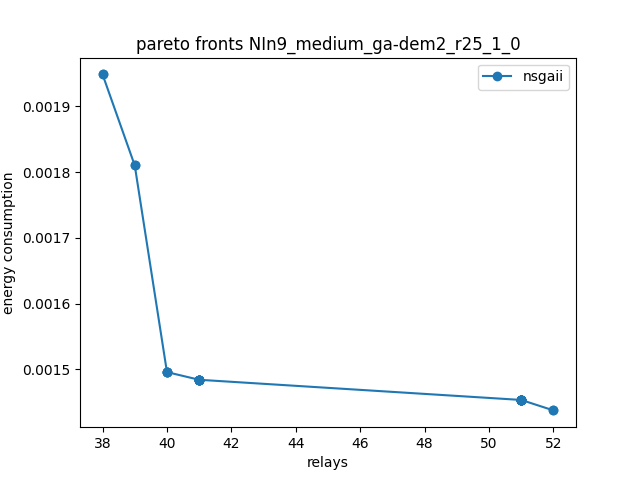 pareto fronts NIn9_medium_ga-dem2_r25_1_0
nsgaii
0.0019
0.0018
0.0017
0.0016
0.0015
energy consumption
38 40 42 44 46 48 50 52
relays